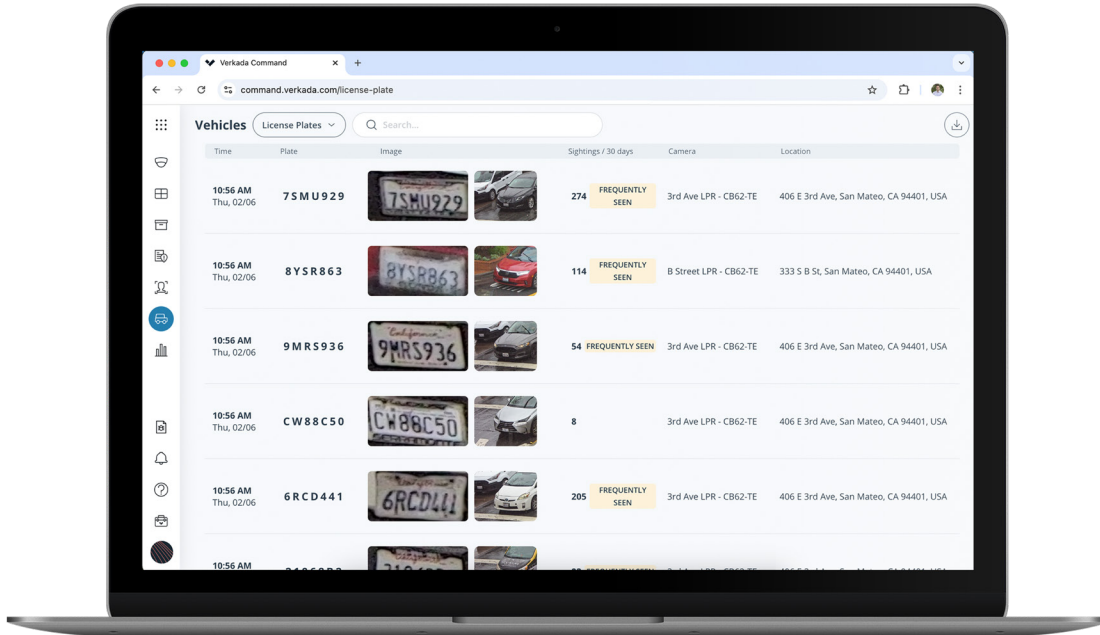 Verkada Command
command.verkada.com/license-plate
Vehicles License Plates Search...
Time Plate Image Sightings / 30 days Camera Location
10:56 AM
Thu, 02/06
7SMU929
7SMU929
274 FREQUENTLY SEEN
3rd Ave LPR - CB62-TE
406 E 3rd Ave, San Mateo, CA 94401, USA
10:56 AM
Thu, 02/06
8YSR863
8YSR863
114 FREQUENTLY SEEN
B Street LPR - CB62-TE
333 S B St, San Mateo, CA 94401, USA
10:56 AM
Thu, 02/06
9MRS936
California
9MRS936
54 FREQUENTLY SEEN
3rd Ave LPR - CB62-TE
406 E 3rd Ave, San Mateo, CA 94401, USA
10:56 AM
Thu, 02/06
CW88C50
CW88C50
8
3rd Ave LPR - CB62-TE
406 E 3rd Ave, San Mateo, CA 94401, USA
10:56 AM
Thu, 02/06
6RCD441
6RCD441
205 FREQUENTLY SEEN
3rd Ave LPR - CB62-TE
406 E 3rd Ave, San Mateo, CA 94401, USA
10:56 AM